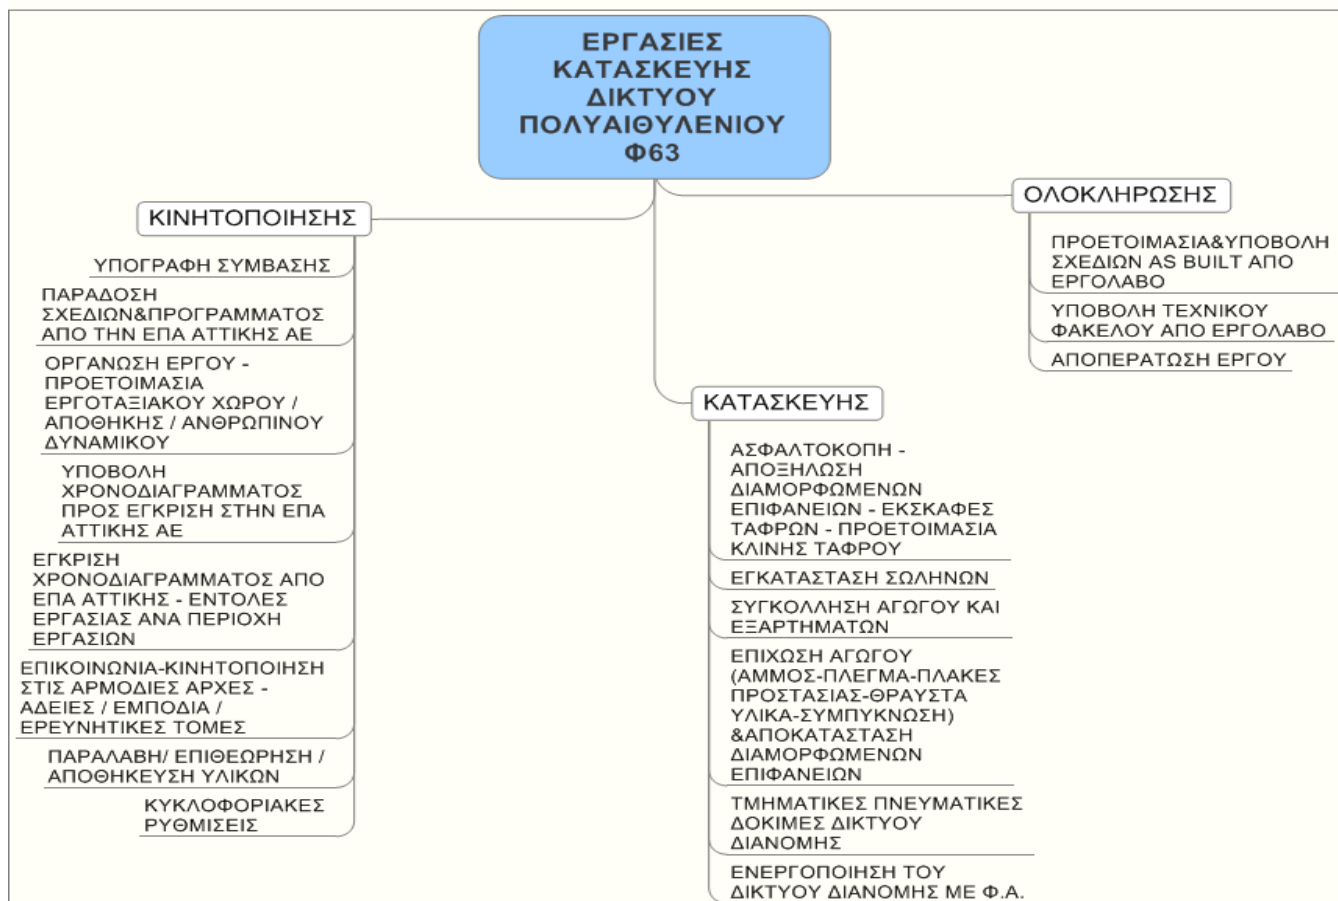 ΕΡΓΑΣΙΕΣ
ΚΑΤΑΣΚΕΥΗΣ
ΔΙΚΤΥΟΥ
ΠΟΛΥΑΙΘΥΛΕΝΙΟΥ
Φ63
ΚΙΝΗΤΟΠΟΙΗΣΗΣ
ΥΠΟΓΡΑΦΗ ΣΥΜΒΑΣΗΣ
ΠΑΡΑΔΟΣΗ
ΣΧΕΔΙΩΝ&ΠΡΟΓΡΑΜΜΑΤΟΣ
ΑΠΟ ΤΗΝ ΕΠΑ ΑΤΤΙΚΗΣ ΑΕ
ΟΡΓΑΝΩΣΗ ΕΡΓΟΥ -
ΠΡΟΕΤΟΙΜΑΣΙΑ
ΕΡΓΟΤΑΞΙΑΚΟΥ ΧΩΡΟΥ /
ΑΠΟΘΗΚΗΣ / ΑΝΘΡΩΠΙΝΟΥ
ΔΥΝΑΜΙΚΟΥ
ΥΠΟΒΟΛΗ
ΧΡΟΝΟΔΙΑΓΡΑΜΜΑΤΟΣ
ΠΡΟΣ ΕΓΚΡΙΣΗ ΣΤΗΝ ΕΠΑ
ΑΤΤΙΚΗΣ ΑΕ
ΕΓΚΡΙΣΗ
ΧΡΟΝΟΔΙΑΓΡΑΜΜΑΤΟΣ ΑΠΟ
ΕΠΑ ΑΤΤΙΚΗΣ - ΕΝΤΟΛΕΣ
ΕΡΓΑΣΙΑΣ ΑΝΑ ΠΕΡΙΟΧΗ
ΕΡΓΑΣΙΩΝ
ΕΠΙΚΟΙΝΩΝΙΑ-ΚΙΝΗΤΟΠΟΙΗΣΗ
ΣΤΙΣ ΑΡΜΟΔΙΕΣ ΑΡΧΕΣ -
ΑΔΕΙΕΣ / ΕΜΠΟΔΙΑ /
ΕΡΕΥΝΗΤΙΚΕΣ ΤΟΜΕΣ
ΠΑΡΑΛΑΒΗ/ ΕΠΙΘΕΩΡΗΣΗ /
ΑΠΟΘΗΚΕΥΣΗ ΥΛΙΚΩΝ
ΚΥΚΛΟΦΟΡΙΑΚΕΣ
ΡΥΘΜΙΣΕΙΣ
ΚΑΤΑΣΚΕΥΗΣ
ΑΣΦΑΛΤΟΚΟΠΗ -
ΑΠΟΞΗΛΩΣΗ
ΔΙΑΜΟΡΦΩΜΕΝΩΝ
ΕΠΙΦΑΝΕΙΩΝ - ΕΚΣΚΑΦΕΣ
ΤΑΦΡΩΝ - ΠΡΟΕΤΟΙΜΑΣΙΑ
ΚΛΙΝΗΣ ΤΑΦΡΟΥ
ΕΓΚΑΤΑΣΤΑΣΗ ΣΩΛΗΝΩΝ
ΣΥΓΚΟΛΛΗΣΗ ΑΓΩΓΟΥ ΚΑΙ
ΕΞΑΡΤΗΜΑΤΩΝ
ΕΠΙΧΩΣΗ ΑΓΩΓΟΥ
(ΑΜΜΟΣ-ΠΛΕΓΜΑ-ΠΛΑΚΕΣ
ΠΡΟΣΤΑΣΙΑΣ-ΘΡΑΥΣΤΑ
ΥΛΙΚΑ-ΣΥΜΠΥΚΝΩΣΗ)
&ΑΠΟΚΑΤΑΣΤΑΣΗ
ΔΙΑΜΟΡΦΩΜΕΝΩΝ
ΕΠΙΦΑΝΕΙΩΝ
ΤΜΗΜΑΤΙΚΕΣ ΠΝΕΥΜΑΤΙΚΕΣ
ΔΟΚΙΜΕΣ ΔΙΚΤΥΟΥ
ΔΙΑΝΟΜΗΣ
ΕΝΕΡΓΟΠΟΙΗΣΗ ΤΟΥ
ΔΙΚΤΥΟΥ ΔΙΑΝΟΜΗΣ ΜΕ Φ.Α.
ΟΛΟΚΛΗΡΩΣΗΣ
ΠΡΟΕΤΟΙΜΑΣΙΑ&ΥΠΟΒΟΛΗ
ΣΧΕΔΙΩΝ AS BUILT ΑΠΟ
ΕΡΓΟΛΑΒΟ
ΥΠΟΒΟΛΗ ΤΕΧΝΙΚΟΥ
ΦΑΚΕΛΟΥ ΑΠΟ ΕΡΓΟΛΑΒΟ
ΑΠΟΠΕΡΑΤΩΣΗ ΕΡΓΟΥ